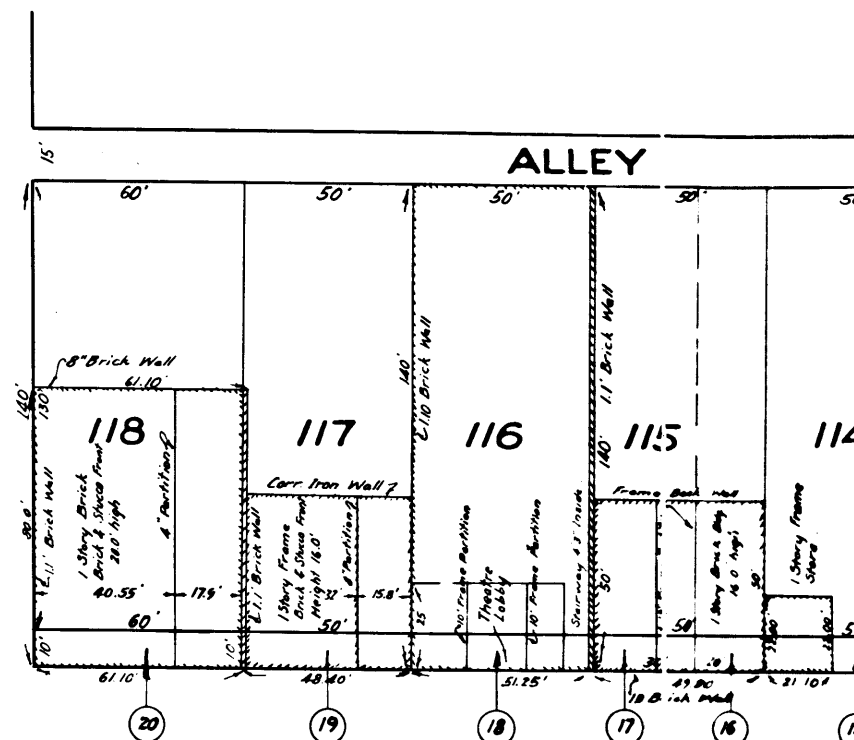 15'
ALLEY
60'
50'
50'
50'
8" Brick Wall
61.10'
140'
130'
118
117
116
115
114
1 Story Brick
Brick & Stucco Front
20.0' high
4" Partition
1.1' Brick Wall
80.0'
40.55'
17.9'
60'
10'
10'
61.10'
Corr. Iron Wall
1.1' Brick Wall
1 Story Frame
Brick & Stucco Front
Height 16.0'
32'
6" Partition
15.8'
50'
48.40'
140'
1.10 Brick Wall
25'
.10' Frame Partition
Theatre
Lobby
.10' Frame Partition
Stairway 4.3' Inside
51.25'
1.1' Brick Wall
140'
Frame Back Wall
50'
1 Story Brick Bldg.
16.0' high
50'
50'
49.90
Brick Wall
1 Story Frame
Store
21.10'
20
19
18
17
16